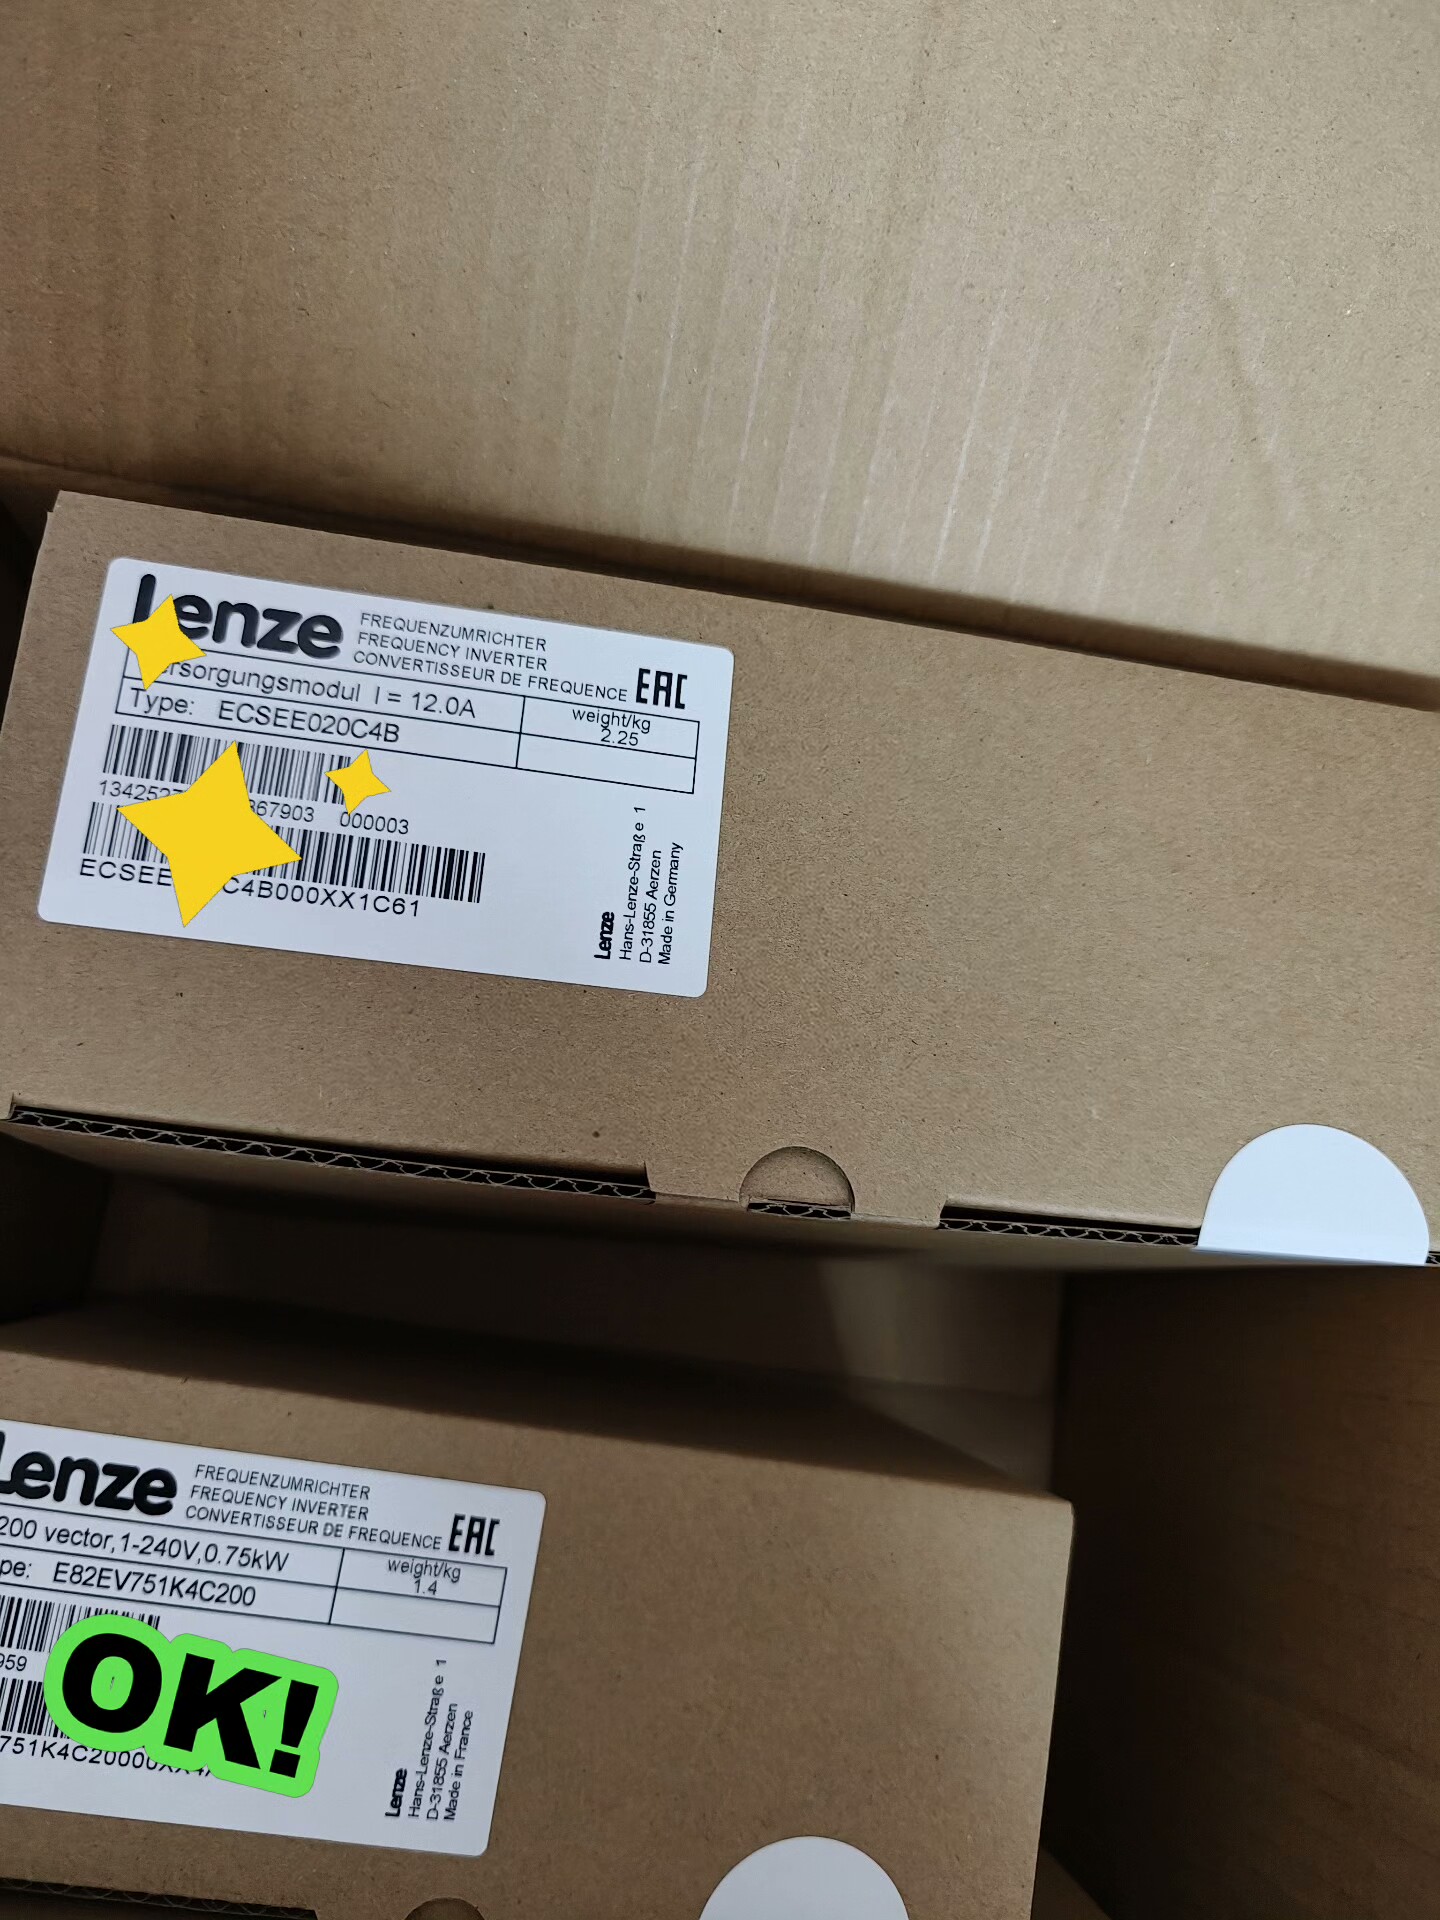 Lenze
FREQUENZUMRICHTER
FREQUENCY INVERTER
CONVERTISSEUR DE FREQUENCE
EAC
I = 12.0A
weight/kg
2.25
Type: ECSEE020C4B
67903 000003
C4B000XX1C61
Lenze
Hans-Lenze-Straße 1
D-31855 Aerzen
Made in Germany
Lenze
FREQUENZUMRICHTER
FREQUENCY INVERTER
CONVERTISSEUR DE FREQUENCE
EAC
200 vector,1-240V,0.75kW
weight/kg
1.4
pe: E82EV751K4C200
959
OK!
751K4C20000
Lenze
Hans-Lenze-Straße 1
D-31855 Aerzen
Made in France